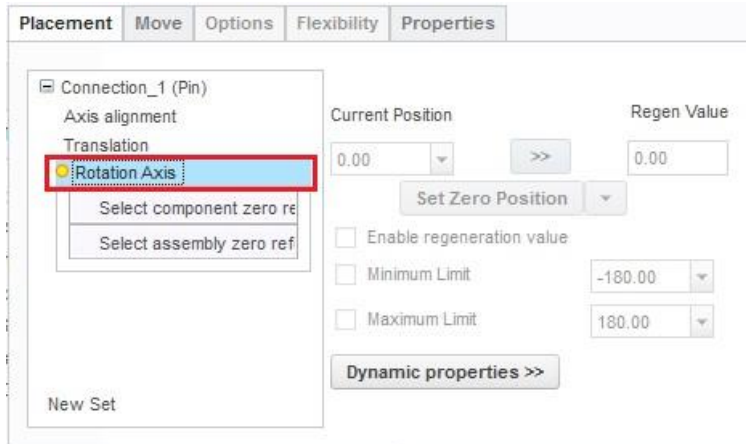 Placement Move Options Flexibility Properties
Connection_1 (Pin)
Axis alignment
Translation
Rotation Axis
Select component zero re
Select assembly zero ref
New Set
Current Position Regen Value
0.00 >> 0.00
Set Zero Position
Enable regeneration value
Minimum Limit -180.00
Maximum Limit 180.00
Dynamic properties >>